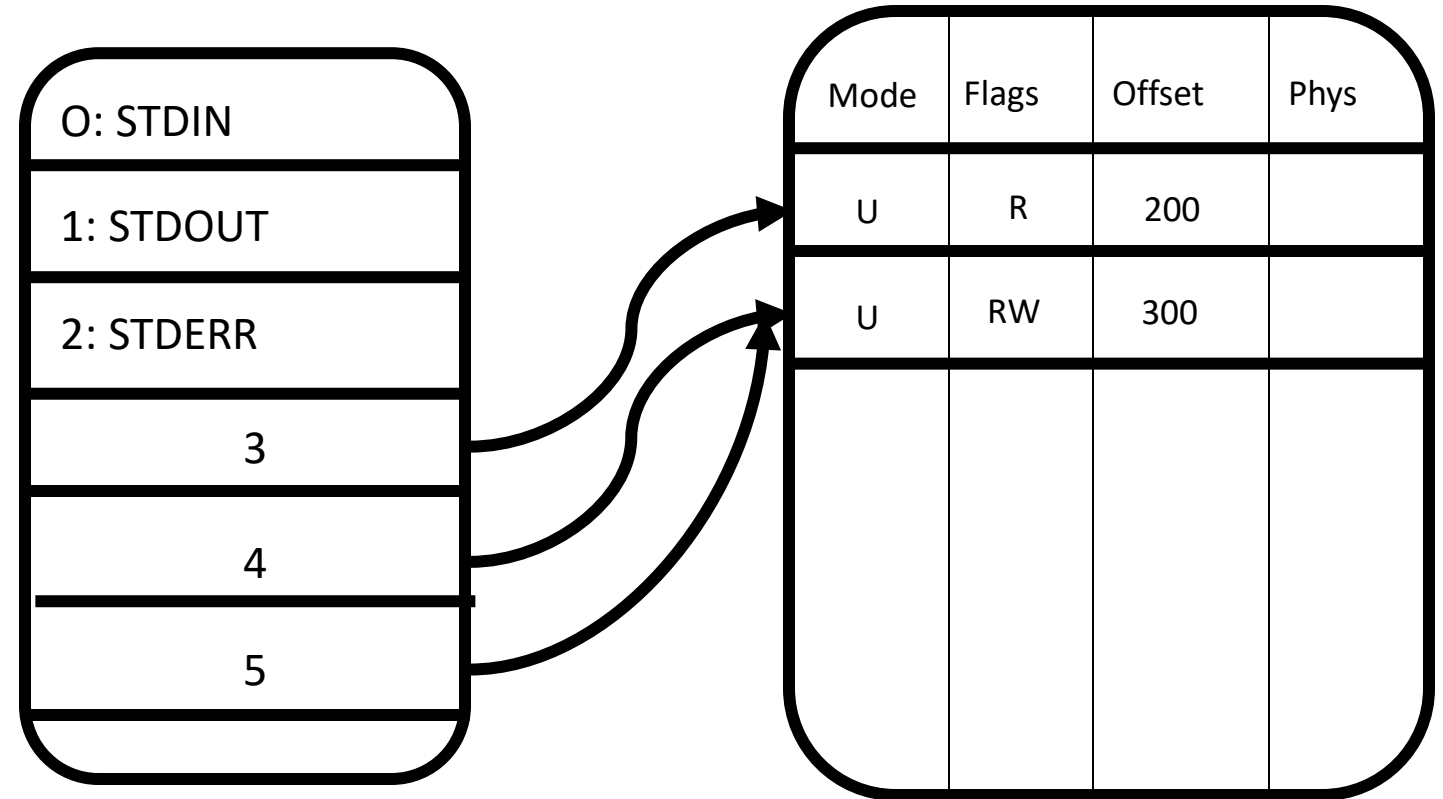 O: STDIN
1: STDOUT
2: STDERR
3
4
5
Mode Flags Offset Phys
U R 200
U RW 300